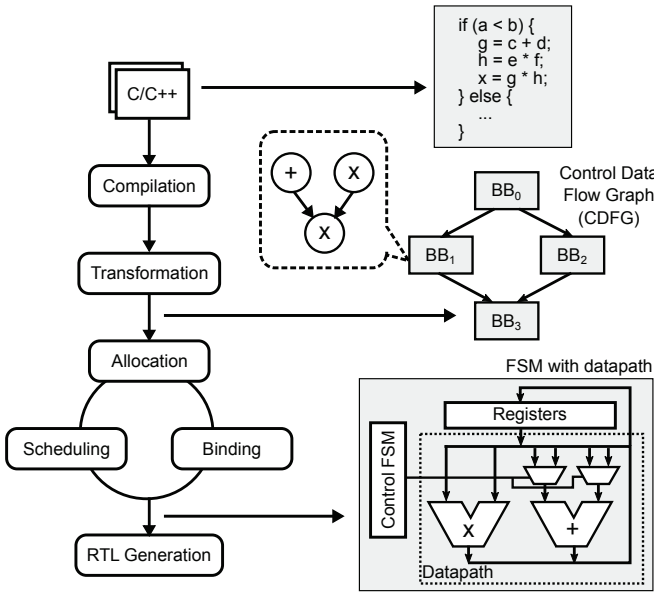 C/C++
if (a < b) {
g = c + d;
h = e * f;
x = g * h;
} else {
...
}
Compilation
+
X
X
BB0
Control Data
Flow Graph
(CDFG)
BB1
BB2
Transformation
BB3
Allocation
FSM with datapath
Registers
Scheduling
Binding
Control FSM
X
+
RTL Generation
Datapath